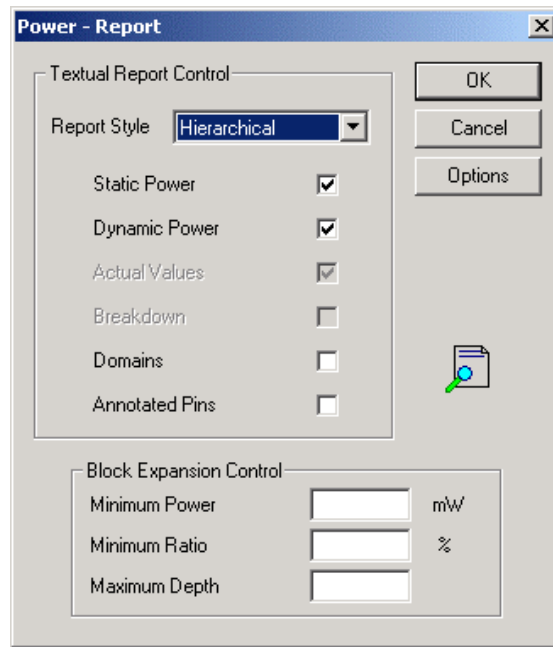 Power - Report
Textual Report Control
OK
Report Style Hierarchical
Cancel
Static Power
Options
Dynamic Power
Actual Values
Breakdown
Domains
Annotated Pins
Block Expansion Control
Minimum Power mW
Minimum Ratio %
Maximum Depth